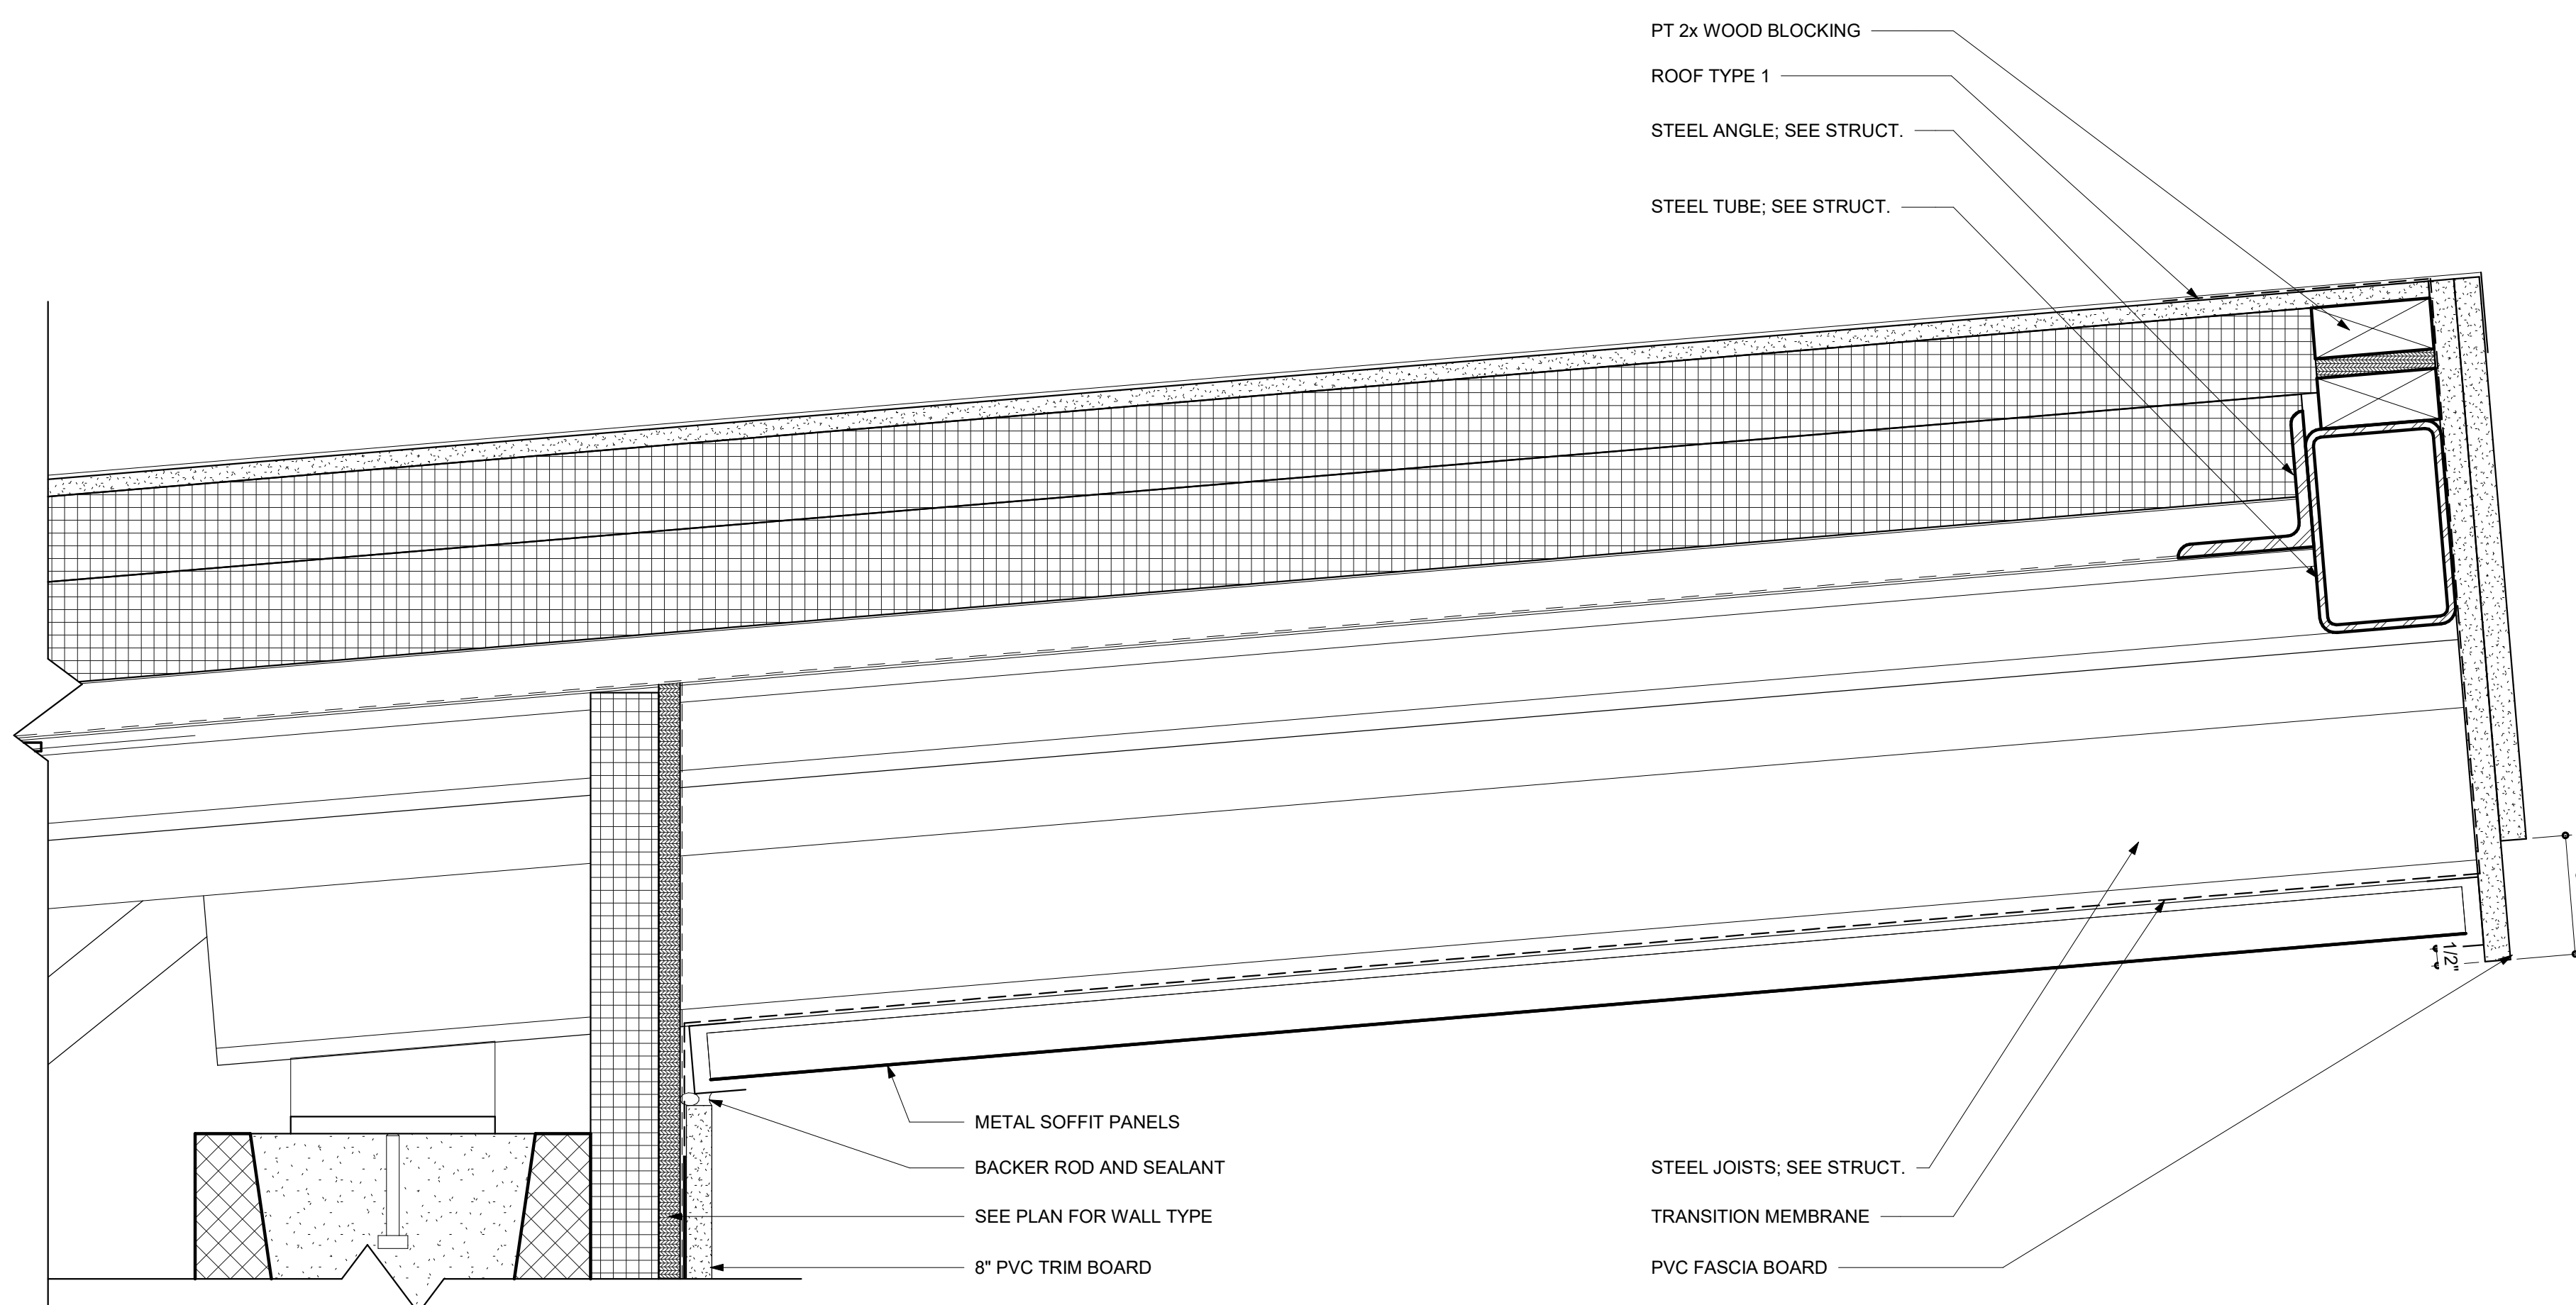 PT 2x WOOD BLOCKING
ROOF TYPE 1
STEEL ANGLE; SEE STRUCT.
STEEL TUBE; SEE STRUCT.
1/2"
METAL SOFFIT PANELS
BACKER ROD AND SEALANT
SEE PLAN FOR WALL TYPE
8" PVC TRIM BOARD
STEEL JOISTS; SEE STRUCT.
TRANSITION MEMBRANE
PVC FASCIA BOARD